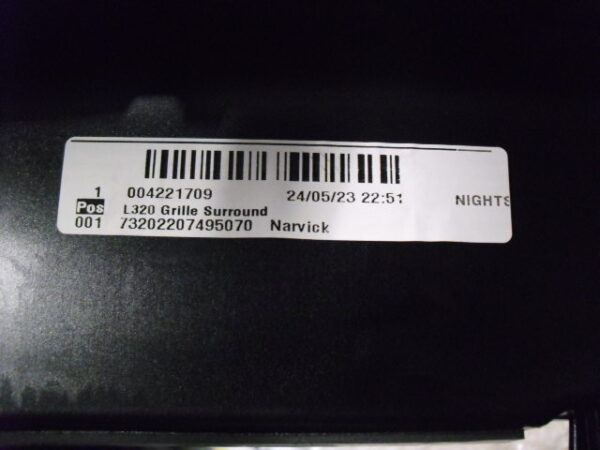 1 004221709 24/05/23 22:51
NIGHTS
Pos L320 Grille Surround
001 73202207495070 Narvick